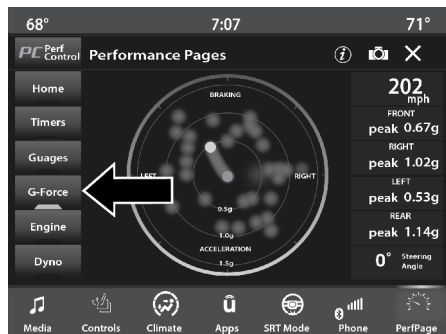 68° 7:07 71°
PC Perf Control Performance Pages i
Home
Timers
Guages
G-Force
Engine
Dyno
BRAKING
LEFT
RIGHT
0.5g
1.0g
ACCELERATION
1.5g
202 mph
FRONT
peak 0.67g
RIGHT
peak 1.02g
LEFT
peak 0.53g
REAR
peak 1.14g
0° Steering Angle
Media Controls Climate Apps SRT Mode Phone PerfPage